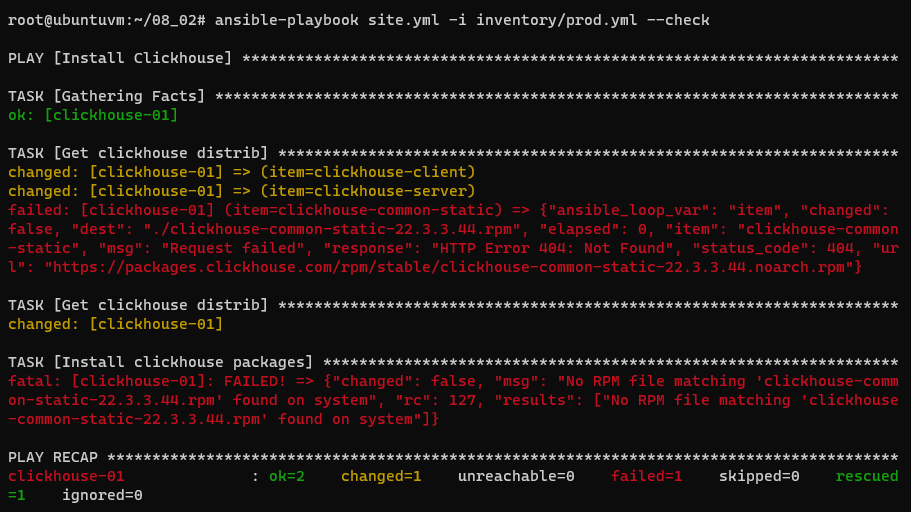 root@ubuntuvm:~/08_02# ansible-playbook site.yml -i inventory/prod.yml --check
PLAY [Install Clickhouse] *************************************************************************
TASK [Gathering Facts] ****************************************************************************
ok: [clickhouse-01]
TASK [Get clickhouse distrib] *********************************************************************
changed: [clickhouse-01] => (item=clickhouse-client)
changed: [clickhouse-01] => (item=clickhouse-server)
failed: [clickhouse-01] (item=clickhouse-common-static) => {"ansible_loop_var": "item", "changed":
false, "dest": "./clickhouse-common-static-22.3.3.44.rpm", "elapsed": 0, "item": "clickhouse-common
-static", "msg": "Request failed", "response": "HTTP Error 404: Not Found", "status_code": 404, "ur
l": "https://packages.clickhouse.com/rpm/stable/clickhouse-common-static-22.3.3.44.noarch.rpm"}
TASK [Get clickhouse distrib] *********************************************************************
changed: [clickhouse-01]
TASK [Install clickhouse packages] ****************************************************************
fatal: [clickhouse-01]: FAILED! => {"changed": false, "msg": "No RPM file matching 'clickhouse-comm
on-static-22.3.3.44.rpm' found on system", "rc": 127, "results": ["No RPM file matching 'clickhouse
-common-static-22.3.3.44.rpm' found on system"]}
PLAY RECAP ****************************************************************************************
clickhouse-01              : ok=2    changed=1    unreachable=0    failed=1    skipped=0    rescued
=1    ignored=0